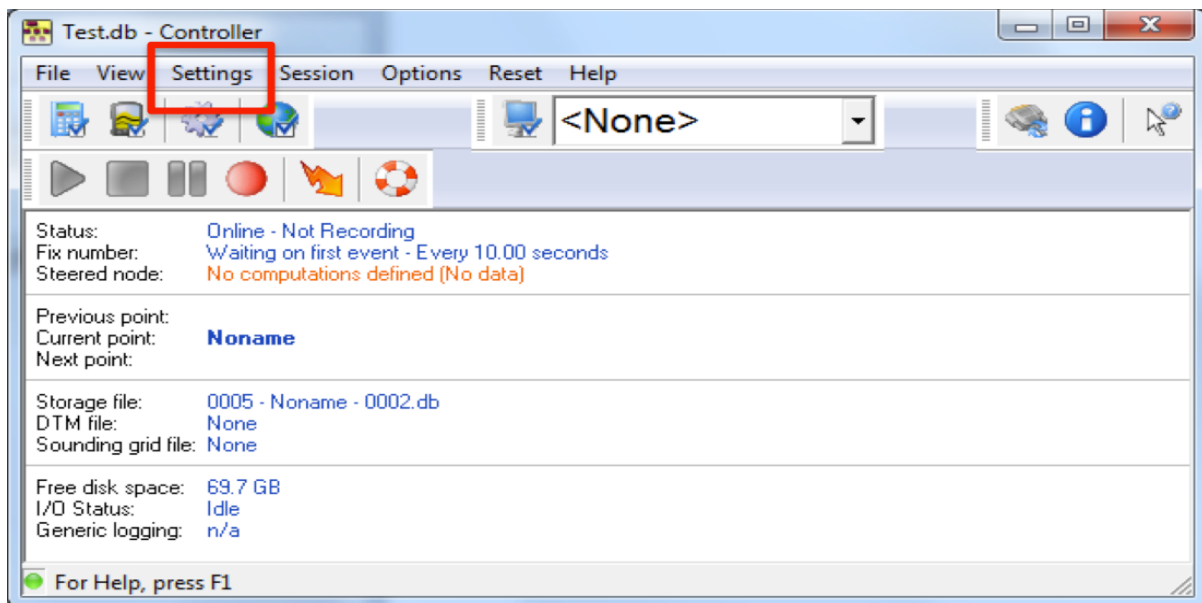 Test.db - Controller
File View Settings Session Options Reset Help
<None>
Status: Online - Not Recording
Fix number: Waiting on first event - Every 10.00 seconds
Steered node: No computations defined (No data)
Previous point:
Current point: Noname
Next point:
Storage file: 0005 - Noname - 0002.db
DTM file: None
Sounding grid file: None
Free disk space: 69.7 GB
I/O Status: Idle
Generic logging: n/a
For Help, press F1